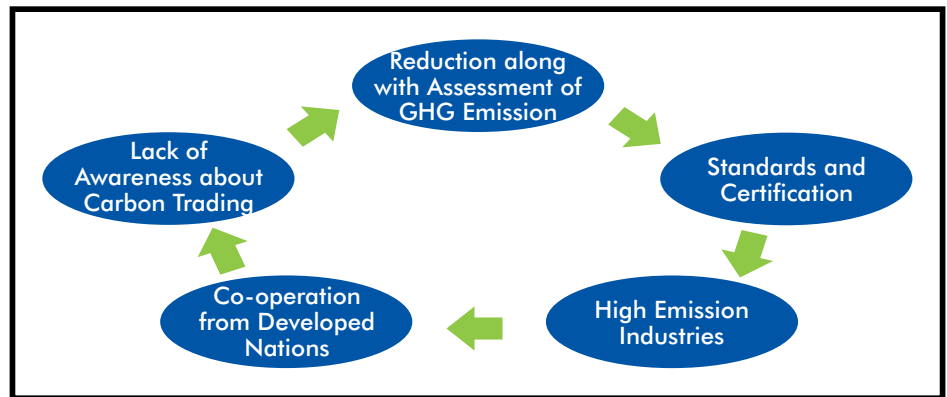 Reduction along
with Assessment of
GHG Emission
Standards and
Certification
High Emission
Industries
Co-operation
from Developed
Nations
Lack of
Awareness about
Carbon Trading